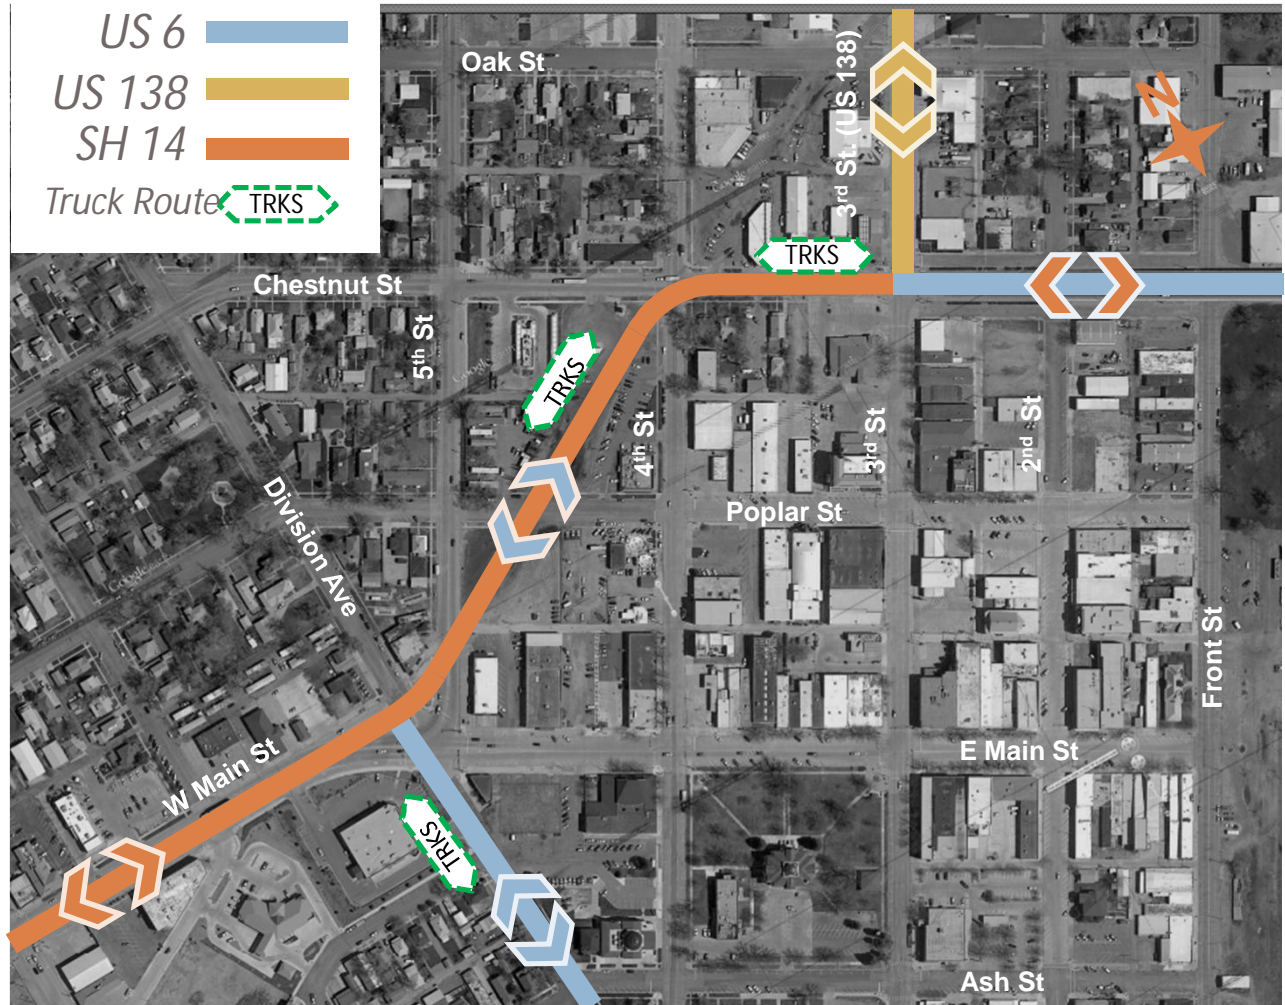 US 6
US 138
SH 14
Truck Route
TRKS
Oak St
3rd St. (US 138)
N
TRKS
Chestnut St
5th St
TRKS
4th St
3rd St
2nd St
Poplar St
Division Ave
Front St
W Main St
E Main St
TRKS
Ash St